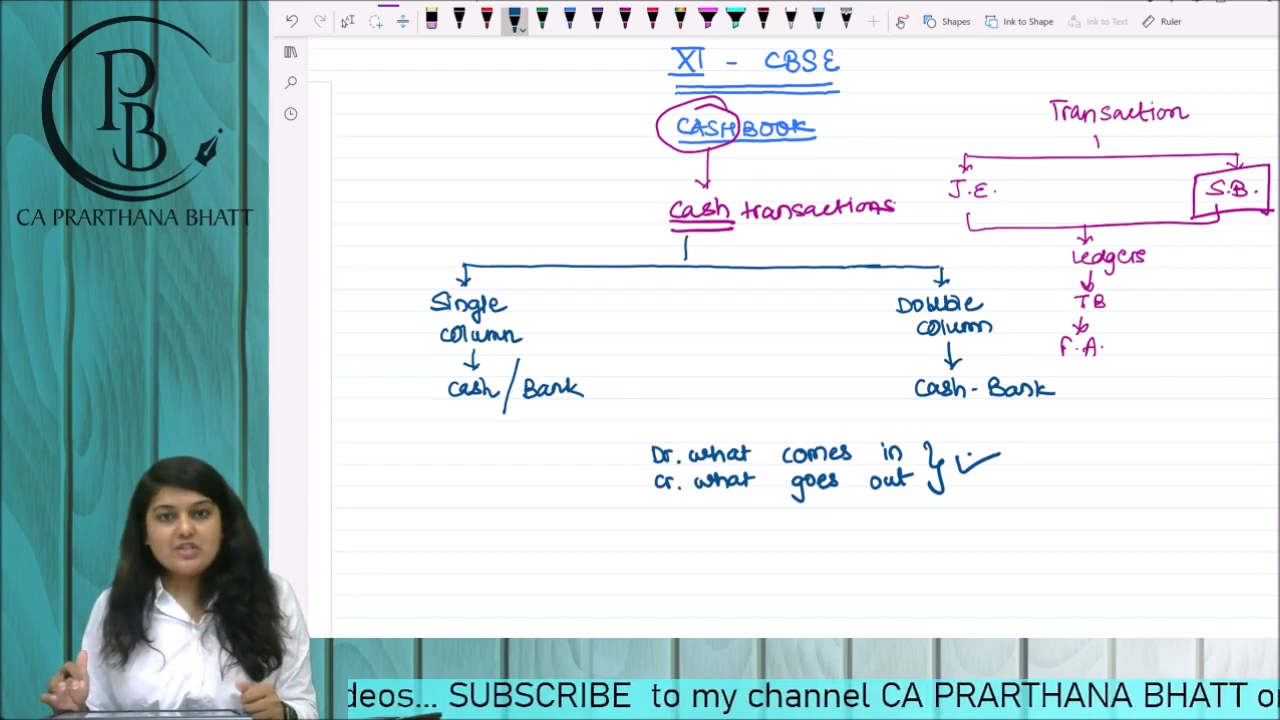 PB
CA PRARTHANA BHATT
Shapes
Ink to Shape
Ink to Text
Ruler
XI - CBSE
CASH BOOK
Cash transactions
Single column
Cash / Bank
Double column
Cash - Bank
Transaction
J.E.
S.B.
Ledgers
TB
F.A.
Dr. what comes in
Cr. what goes out
deos... SUBSCRIBE to my channel CA PRARTHANA BHATT o